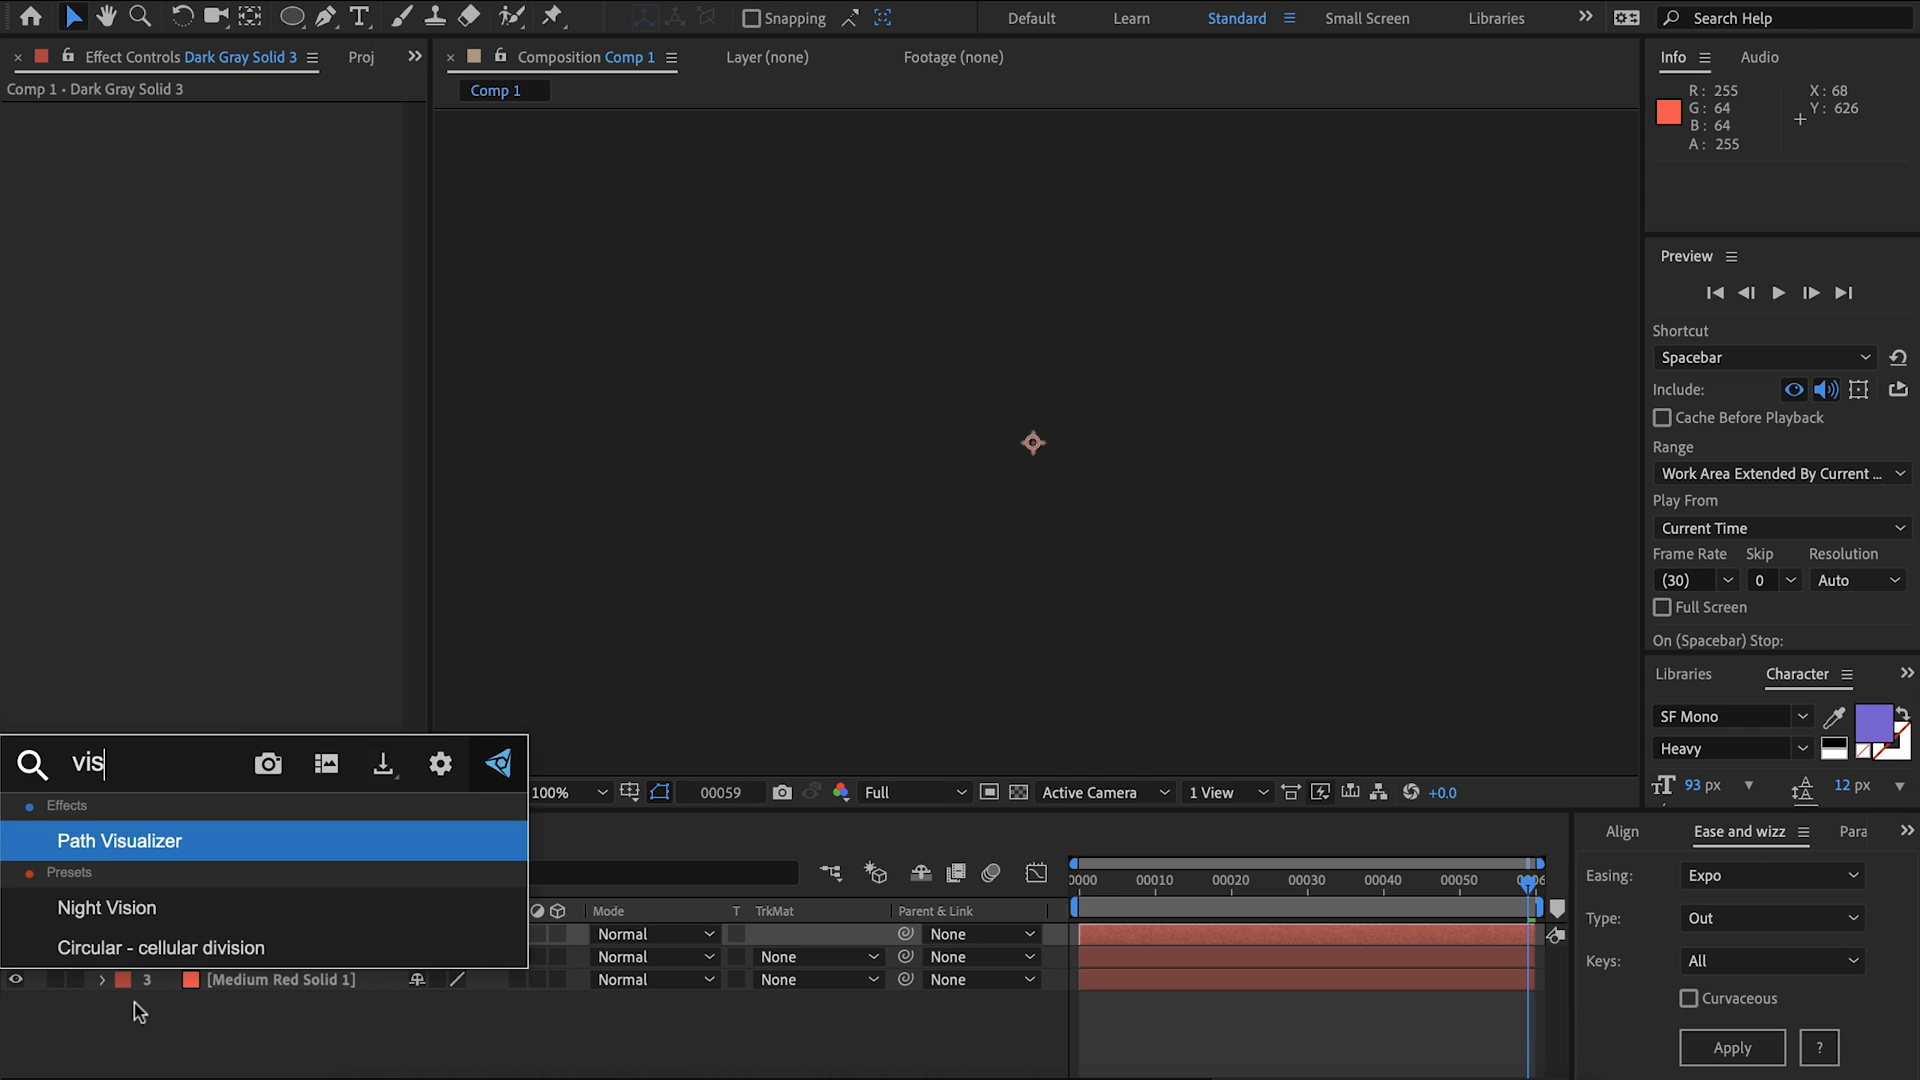 Snapping
Default
Learn
Standard
Small Screen
Libraries
Search Help
Effect Controls Dark Gray Solid 3
Proj
Composition Comp 1
Layer (none)
Footage (none)
Info
Audio
Comp 1 • Dark Gray Solid 3
Comp 1
R: 255
G: 64
B: 64
A: 255
X: 68
Y: 626
Preview
Shortcut
Spacebar
Include:
Cache Before Playback
Range
Work Area Extended By Current ...
Play From
Current Time
Frame Rate Skip Resolution
(30) 0 Auto
Full Screen
On (Spacebar) Stop:
Libraries
Character
SF Mono
Heavy
93 px
12 px
vis
Effects
Path Visualizer
Presets
Night Vision
Circular - cellular division
100%
00059
Full
Active Camera
1 View
+0.0
Align
Ease and wizz
Para
Easing: Expo
Type: Out
Keys: All
Curvaceous
Apply
?
00010 00020 00030 00040 00050
Mode T TrkMat Parent & Link
Normal None
Normal None None
3 [Medium Red Solid 1] Normal None None